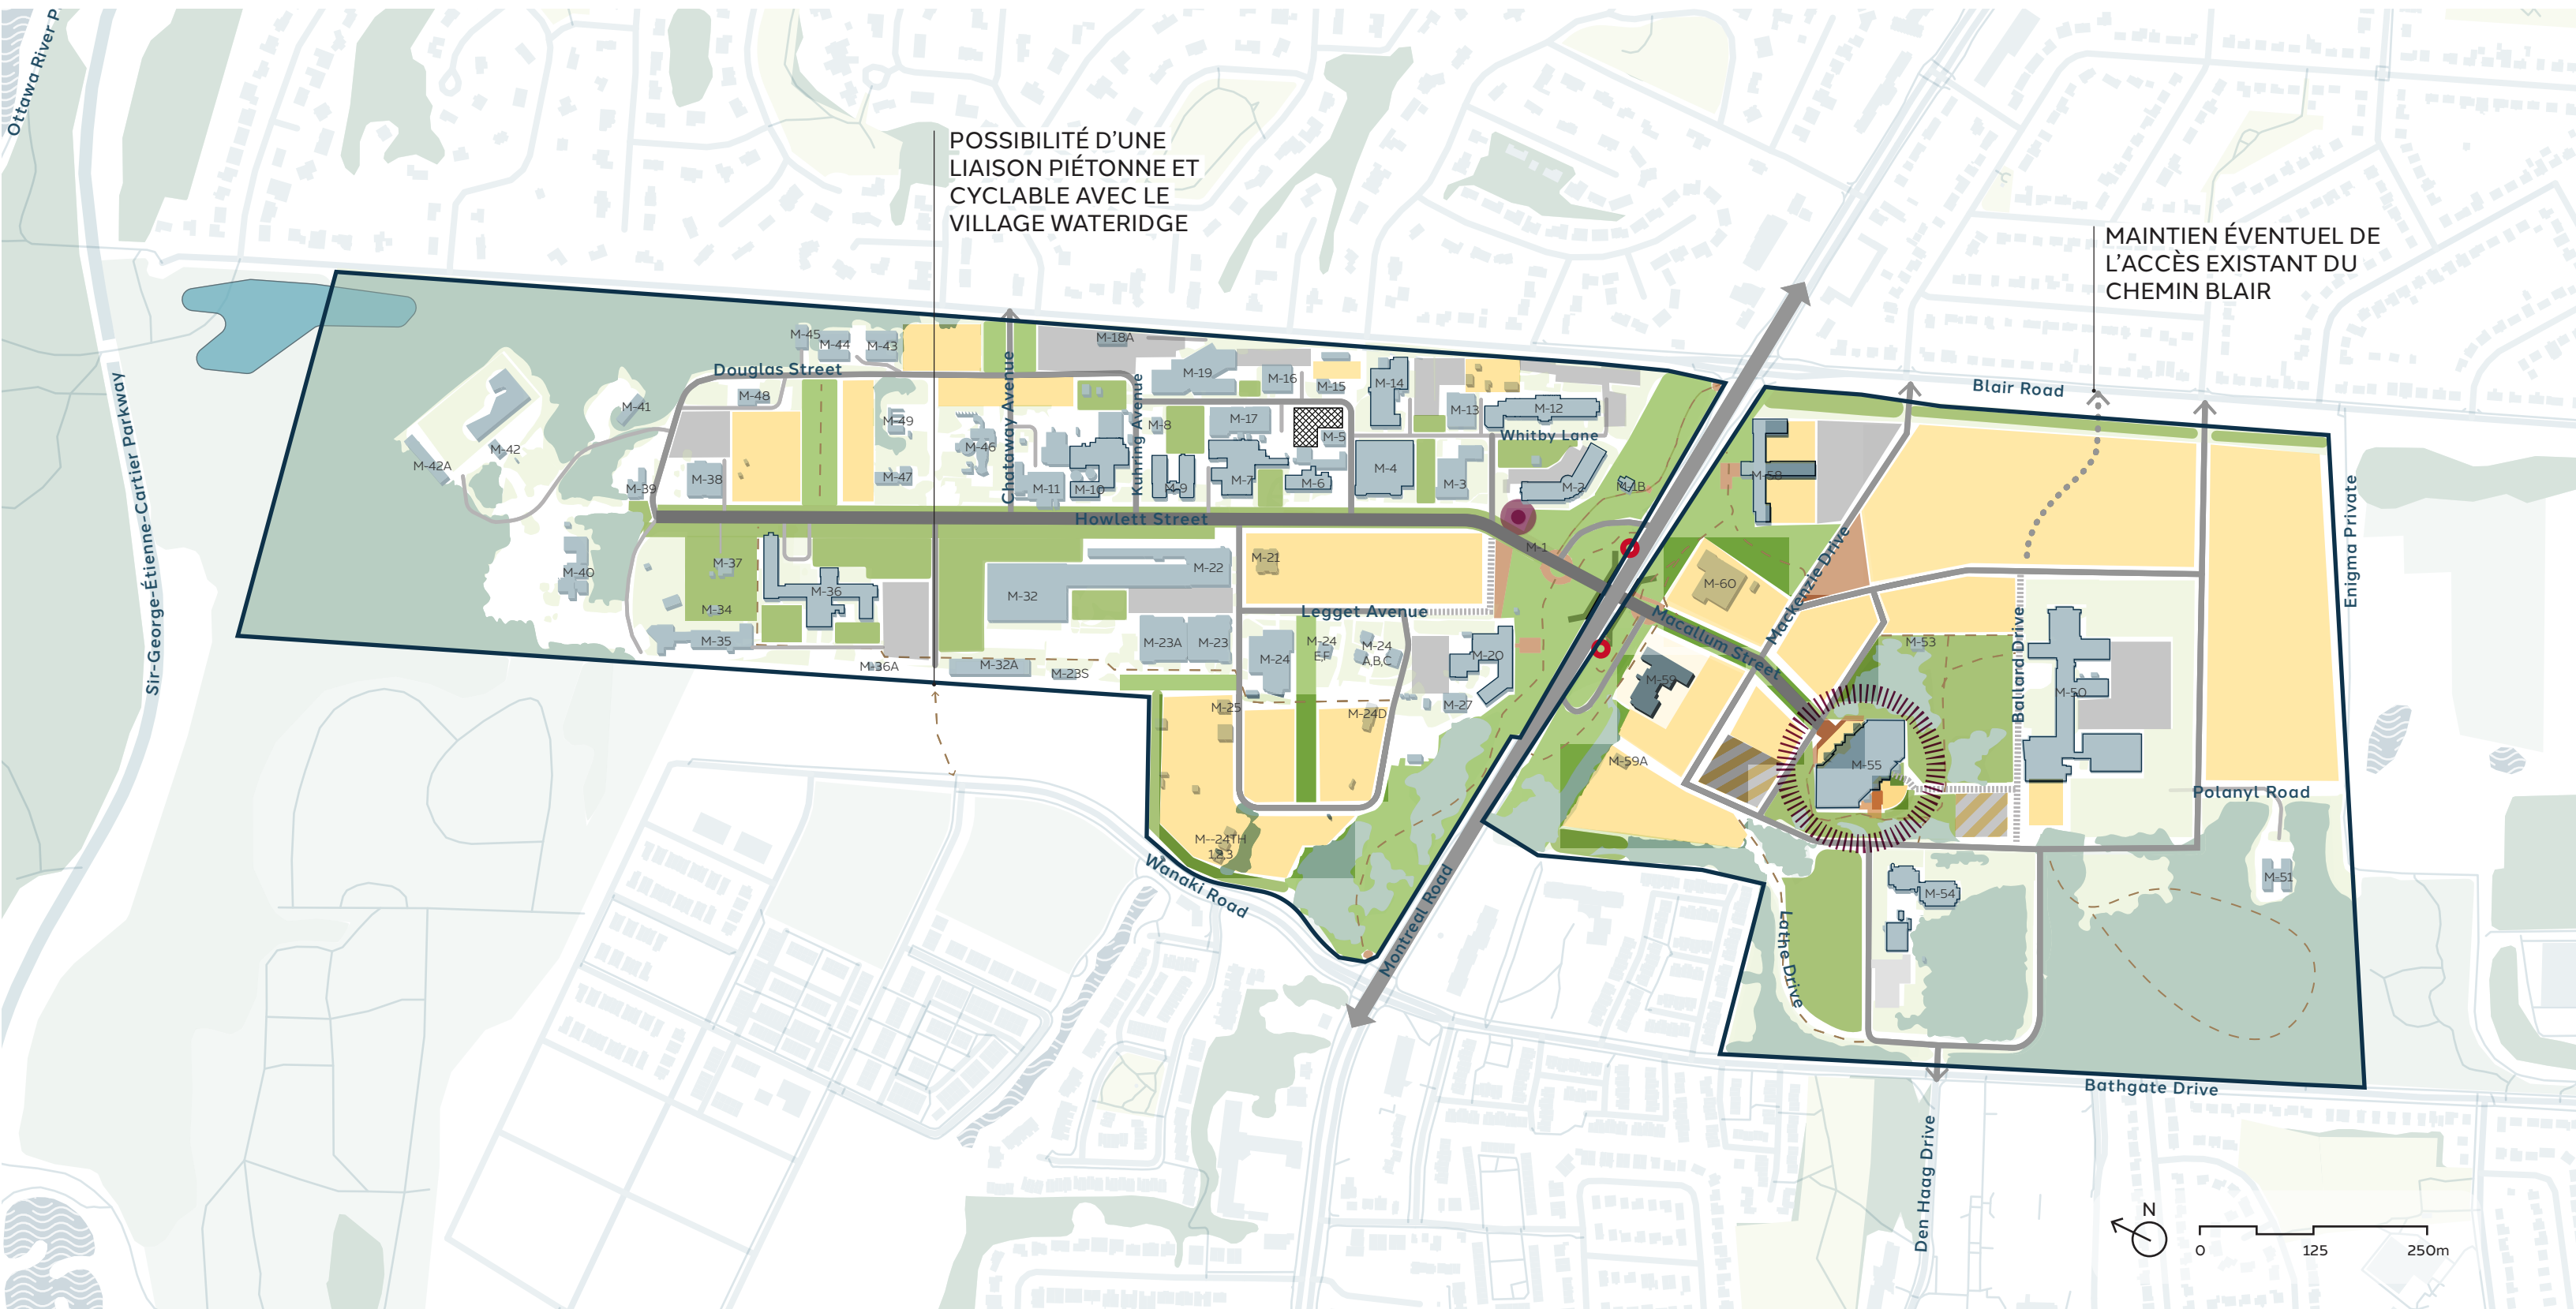 Ottawa River P
POSSIBILITÉ D'UNE
LIAISON PIÉTONNE ET
CYCLABLE AVEC LE
VILLAGE WATERIDGE
MAINTIEN ÉVENTUEL DE
L'ACCÈS EXISTANT DU
CHEMIN BLAIR
Sir-George-Étienne-Cartier Parkway
Douglas Street
Chataway Avenue
Kuhring Avenue
Whitby Lane
Howlett Street
Legget Avenue
Blair Road
Enigma Private
Mackenzie Drive
Macallum Street
Ballard Drive
Polanyl Road
Wanaki Road
Montreal Road
Lathe Drive
Bathgate Drive
Den Haag Drive
M-45
M-44
M-43
M-18A
M-19
M-16
M-15
M-14
M-13
M-12
M-48
M-41
M-49
M-8
M-17
M-5
M-42
M-42A
M-46
M-39
M-38
M-47
M-11
M-10
M-9
M-7
M-6
M-4
M-3
M-2
M-1B
M-58
M-1
M-40
M-37
M-34
M-36
M-35
M-36A
M-22
M-32
M-32A
M-23S
M-23A
M-23
M-21
M-24
M-24
E,F
M-24
A,B,C
M-20
M-27
M-25
M-24D
M--24TH
1,2,3
M-60
M-59
M-59A
M-53
M-50
M-55
M-54
M-51
N
0
125
250m